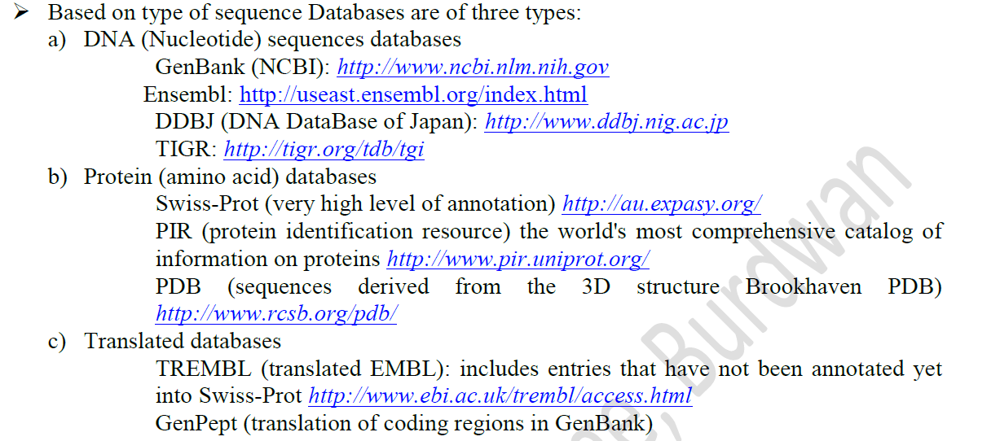 ➤ Based on type of sequence Databases are of three types:
a) DNA (Nucleotide) sequences databases
GenBank (NCBI): http://www.ncbi.nlm.nih.gov
Ensembl: http://useast.ensembl.org/index.html
DDBJ (DNA DataBase of Japan): http://www.ddbj.nig.ac.jp
TIGR: http://tigr.org/tdb/tgi
b) Protein (amino acid) databases
Swiss-Prot (very high level of annotation) http://au.expasy.org/
PIR (protein identification resource) the world's most comprehensive catalog of
information on proteins http://www.pir.uniprot.org/
PDB (sequences derived from the 3D structure Brookhaven PDB)
http://www.rcsb.org/pdb/
c) Translated databases
TREMBL (translated EMBL): includes entries that have not been annotated yet
into Swiss-Prot http://www.ebi.ac.uk/trembl/access.html
GenPept (translation of coding regions in GenBank)
Burdwan